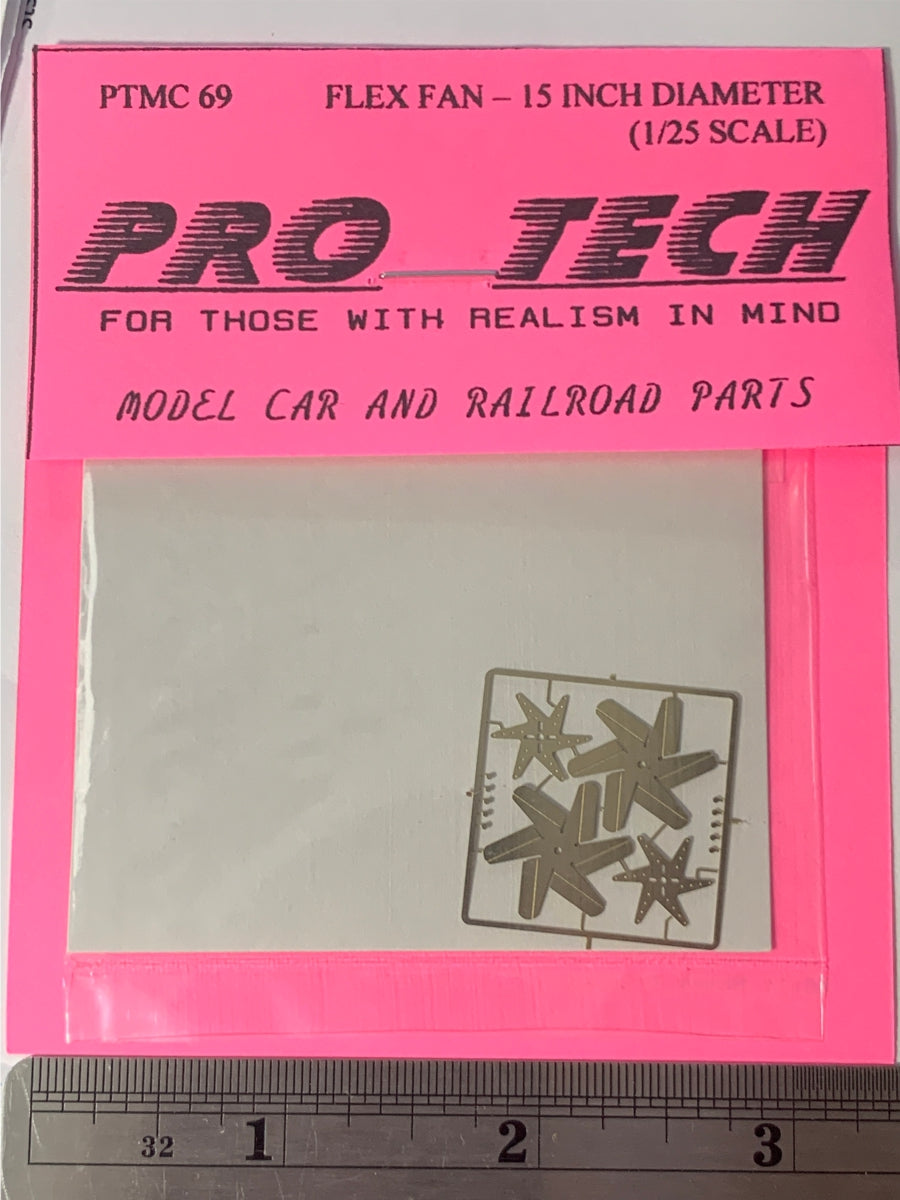 PTMC 69 FLEX FAN – 15 INCH DIAMETER
(1/25 SCALE)
PRO TECH
FOR THOSE WITH REALISM IN MIND
MODEL CAR AND RAILROAD PARTS
32 1 2 3